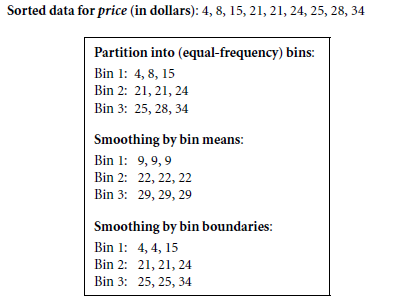 Sorted data for price (in dollars): 4, 8, 15, 21, 21, 24, 25, 28, 34
Partition into (equal-frequency) bins:
Bin 1: 4, 8, 15
Bin 2: 21, 21, 24
Bin 3: 25, 28, 34
Smoothing by bin means:
Bin 1: 9, 9, 9
Bin 2: 22, 22, 22
Bin 3: 29, 29, 29
Smoothing by bin boundaries:
Bin 1: 4, 4, 15
Bin 2: 21, 21, 24
Bin 3: 25, 25, 34